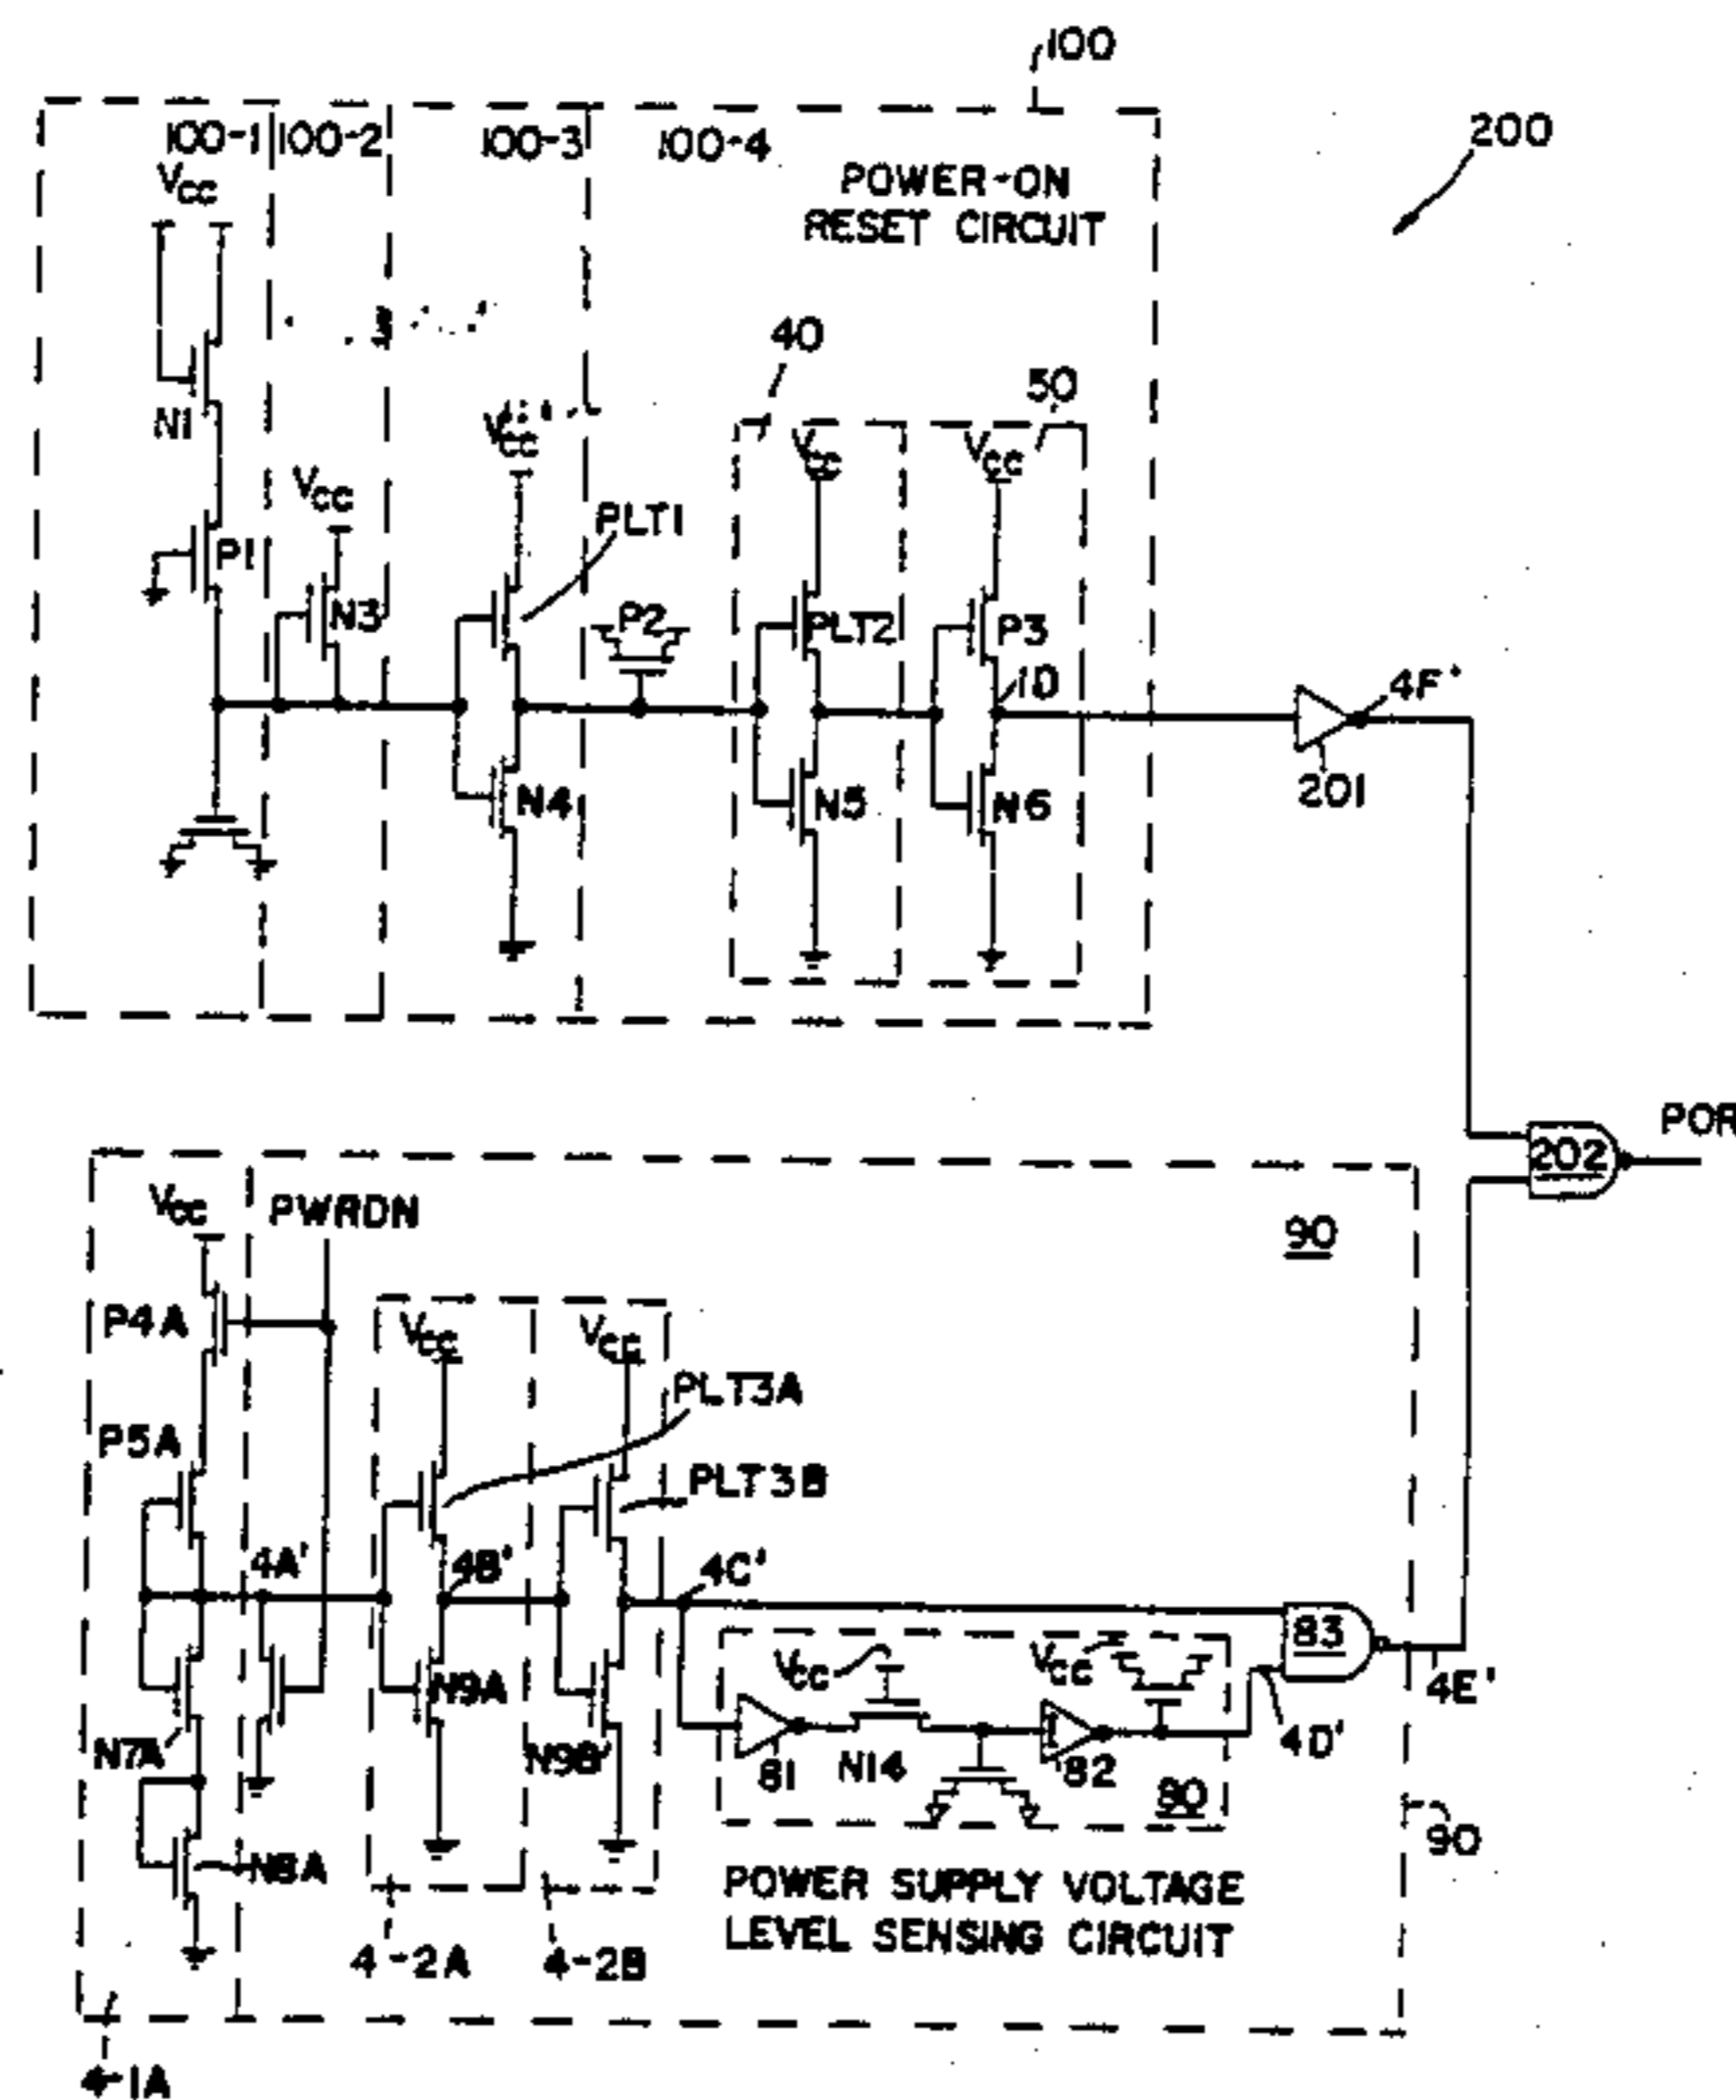 100
200
100-1
100-2
100-3
100-4
VCC
POWER-ON
RESET CIRCUIT
40
50
N1
VCC
VCC
VCC
VCC
PLT1
P1
N3
P2
PLT2
P3
10
4F'
201
N4
N5
N6
POR
202
VCC
PWRDN
90
P4A
VCC
VCC
PLT3A
P5A
PLT3B
4A'
4B'
4C'
83
VCC
VCC
N9A
4E'
N7A
N9B
81
N14
82
4D'
90
N8A
POWER SUPPLY VOLTAGE
LEVEL SENSING CIRCUIT
4-2A
4-2B
4-1A